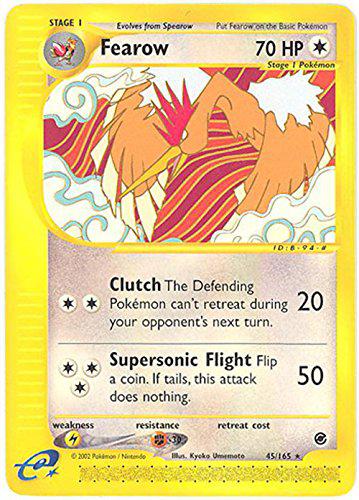 STAGE 1
Evolves from Spearow
Put Fearow on the Basic Pokémon
Fearow
70 HP
Stage 1 Pokémon
ID:B-94-#
Clutch The Defending
Pokémon can't retreat during
your opponent's next turn.
20
Supersonic Flight Flip
a coin. If tails, this attack
does nothing.
50
weakness
resistance
retreat cost
-30
© 2002 Pokémon / Nintendo
Illus. Kyoko Umemoto
45/165 ★
e